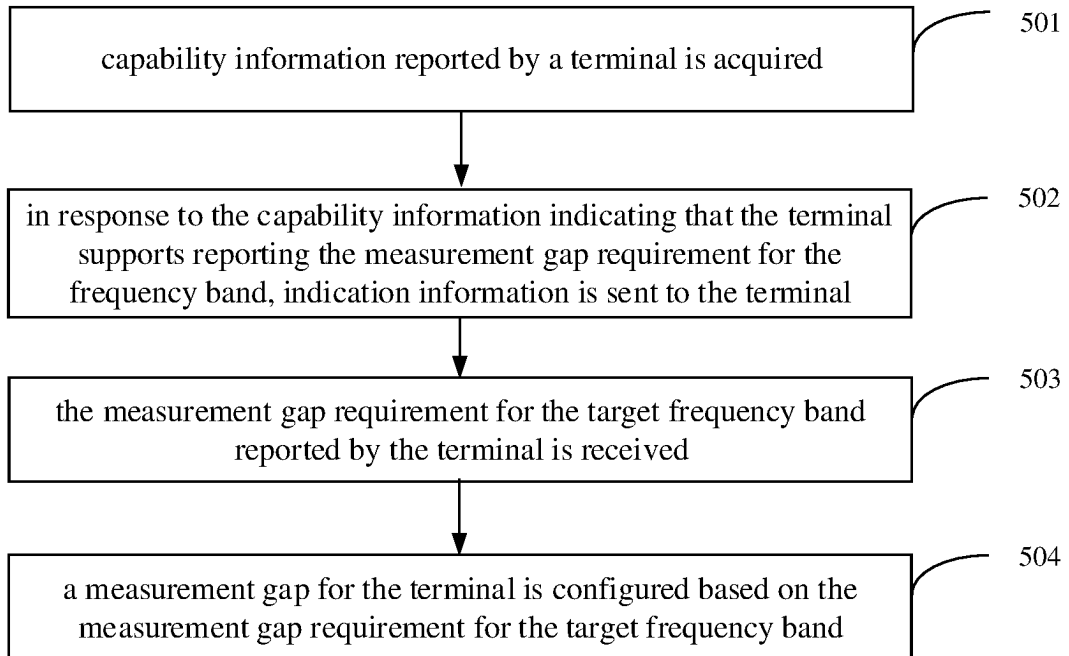 capability information reported by a terminal is acquired
501
in response to the capability information indicating that the terminal
supports reporting the measurement gap requirement for the
frequency band, indication information is sent to the terminal
502
the measurement gap requirement for the target frequency band
reported by the terminal is received
503
a measurement gap for the terminal is configured based on the
measurement gap requirement for the target frequency band
504